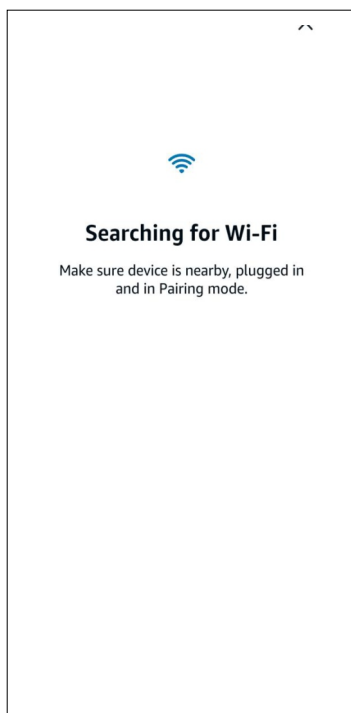 Searching for Wi-Fi
Make sure device is nearby, plugged in
and in Pairing mode.